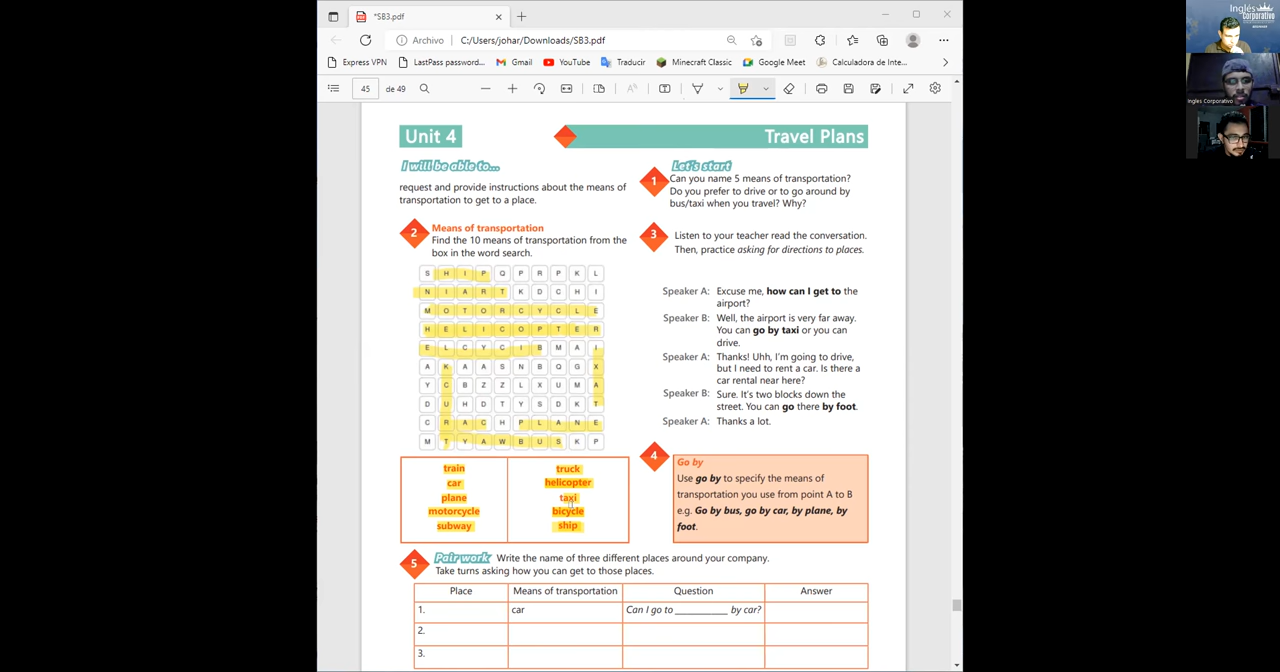 *SB3.pdf
Archivo
C:/Users/johar/Downloads/SB3.pdf
Express VPN
LastPass password...
Gmail
YouTube
Traducir
Minecraft Classic
Google Meet
Calculadora de Inte...
45 de 49
Inglés
Corporativo
Inglés Corporativo
Unit 4
Travel Plans
I will be able to...
request and provide instructions about the means of
transportation to get to a place.
Let's start
1
Can you name 5 means of transportation?
Do you prefer to drive or to go around by
bus/taxi when you travel? Why?
2
Means of transportation
Find the 10 means of transportation from the
box in the word search.
S H I P Q P R P K L
N I A R T K D C H I
M O T O R C Y C L E
H E L I C O P T E R
E L C Y C I B M A I
A K A A S N B Q G X
Y C B Z Z L X U M A
D U H D T Y S D K T
C R A C H P L A N E
M T Y A W B U S K P
train
car
plane
motorcycle
subway
truck
helicopter
taxi
bicycle
ship
3
Listen to your teacher read the conversation.
Then, practice asking for directions to places.
Speaker A: Excuse me, how can I get to the
airport?
Speaker B: Well, the airport is very far away.
You can go by taxi or you can
drive.
Speaker A: Thanks! Uhh, I'm going to drive,
but I need to rent a car. Is there a
car rental near here?
Speaker B: Sure. It's two blocks down the
street. You can go there by foot.
Speaker A: Thanks a lot.
4
Go by
Use go by to specify the means of
transportation you use from point A to B
e.g. Go by bus, go by car, by plane, by
foot.
5
Pair work Write the name of three different places around your company.
Take turns asking how you can get to those places.
Place Means of transportation Question Answer
1. car Can I go to __________ by car?
2.
3.